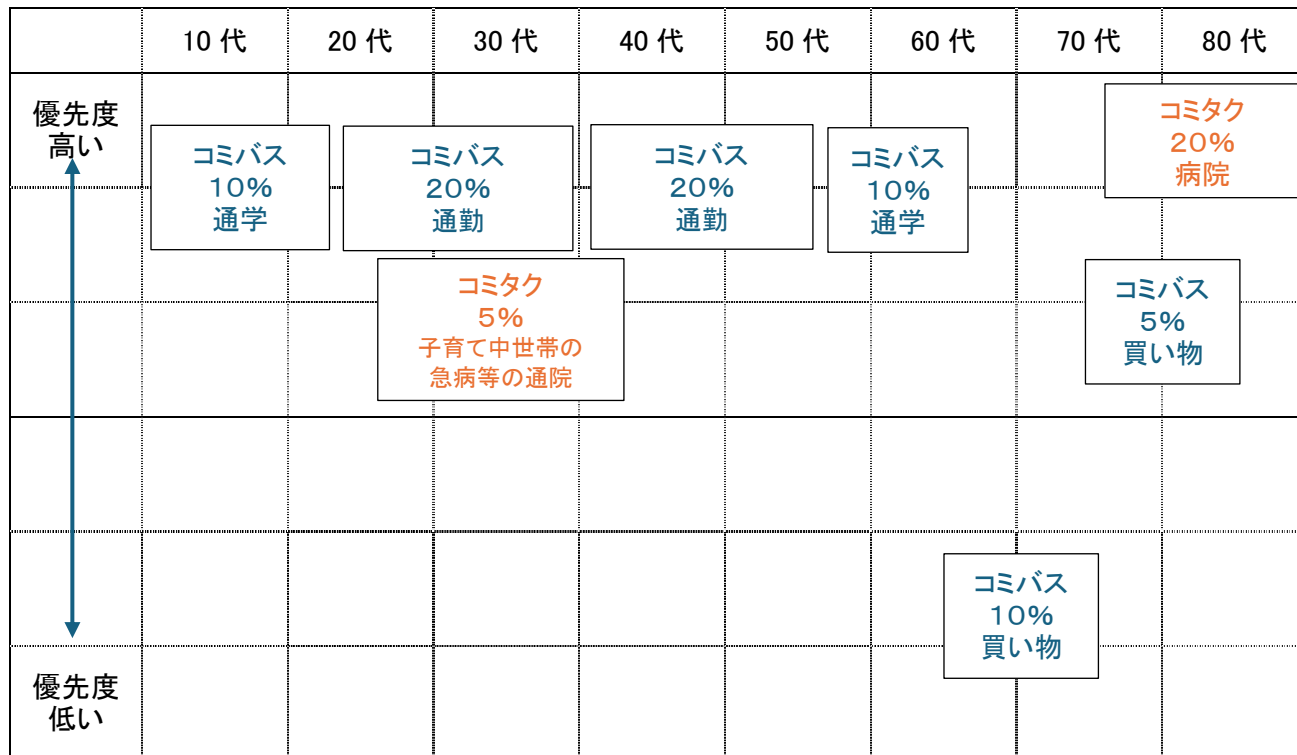 10代 20代 30代 40代 50代 60代 70代 80代
優先度
高い
コミバス
10%
通学
コミバス
20%
通勤
コミバス
20%
通勤
コミバス
10%
通学
コミタク
20%
病院
コミタク
5%
子育て中世帯の
急病等の通院
コミバス
5%
買い物
コミバス
10%
買い物
優先度
低い